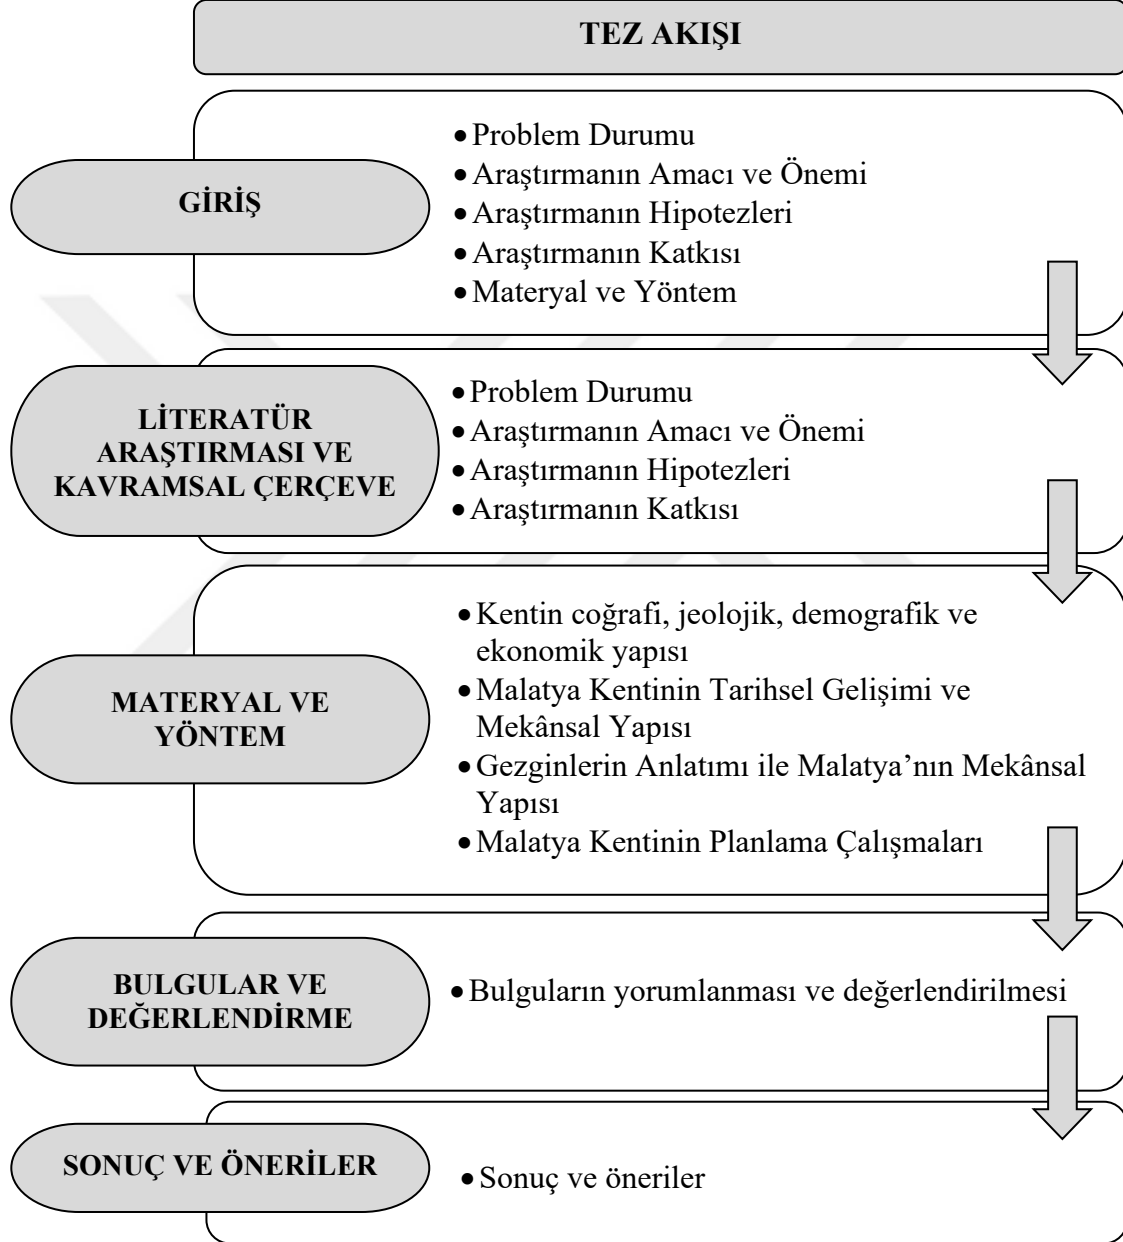 TEZ AKIŞI
GİRİŞ
• Problem Durumu
• Araştırmanın Amacı ve Önemi
• Araştırmanın Hipotezleri
• Araştırmanın Katkısı
• Materyal ve Yöntem
LİTERATÜR
ARAŞTIRMASI VE
KAVRAMSAL ÇERÇEVE
• Problem Durumu
• Araştırmanın Amacı ve Önemi
• Araştırmanın Hipotezleri
• Araştırmanın Katkısı
MATERYAL VE
YÖNTEM
• Kentin coğrafi, jeolojik, demografik ve
ekonomik yapısı
• Malatya Kentinin Tarihsel Gelişimi ve
Mekânsal Yapısı
• Gezginlerin Anlatımı ile Malatya’nın Mekânsal
Yapısı
• Malatya Kentinin Planlama Çalışmaları
BULGULAR VE
DEĞERLENDİRME
• Bulguların yorumlanması ve değerlendirilmesi
SONUÇ VE ÖNERİLER
• Sonuç ve öneriler